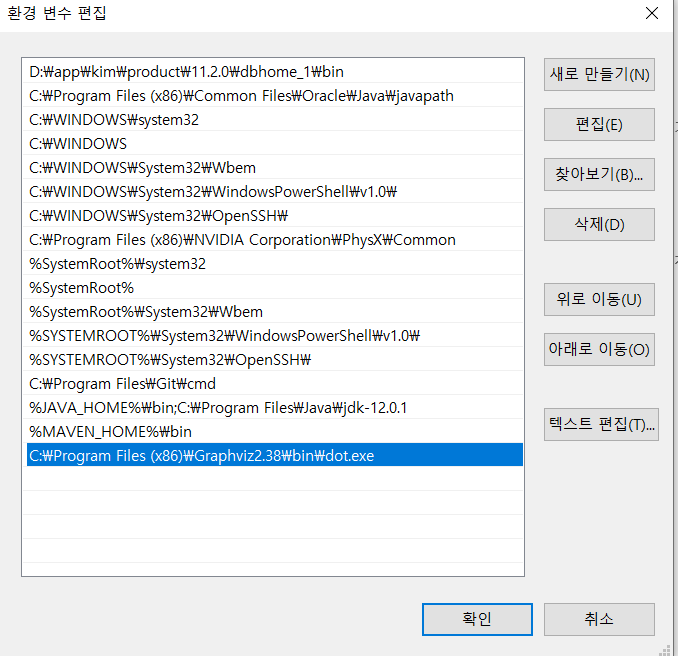 환경 변수 편집
D:₩app₩kim₩product₩11.2.0₩dbhome_1₩bin
C:₩Program Files (x86)₩Common Files₩Oracle₩Java₩javapath
C:₩WINDOWS₩system32
C:₩WINDOWS
C:₩WINDOWS₩System32₩Wbem
C:₩WINDOWS₩System32₩WindowsPowerShell₩v1.0₩
C:₩WINDOWS₩System32₩OpenSSH₩
C:₩Program Files₩NVIDIA Corporation₩PhysX₩Common
%SystemRoot%₩system32
%SystemRoot%
%SystemRoot%₩System32₩Wbem
%SYSTEMROOT%₩System32₩WindowsPowerShell₩v1.0₩
%SYSTEMROOT%₩System32₩OpenSSH₩
C:₩Program Files₩Git₩cmd
%JAVA_HOME%₩bin;C:₩Program Files₩Java₩jdk-12.0.1
%MAVEN_HOME%₩bin
C:₩Program Files (x86)₩Graphviz2.38₩bin₩dot.exe
새로 만들기(N)
편집(E)
찾아보기(B)...
삭제(D)
위로 이동(U)
아래로 이동(O)
텍스트 편집(T)...
확인
취소